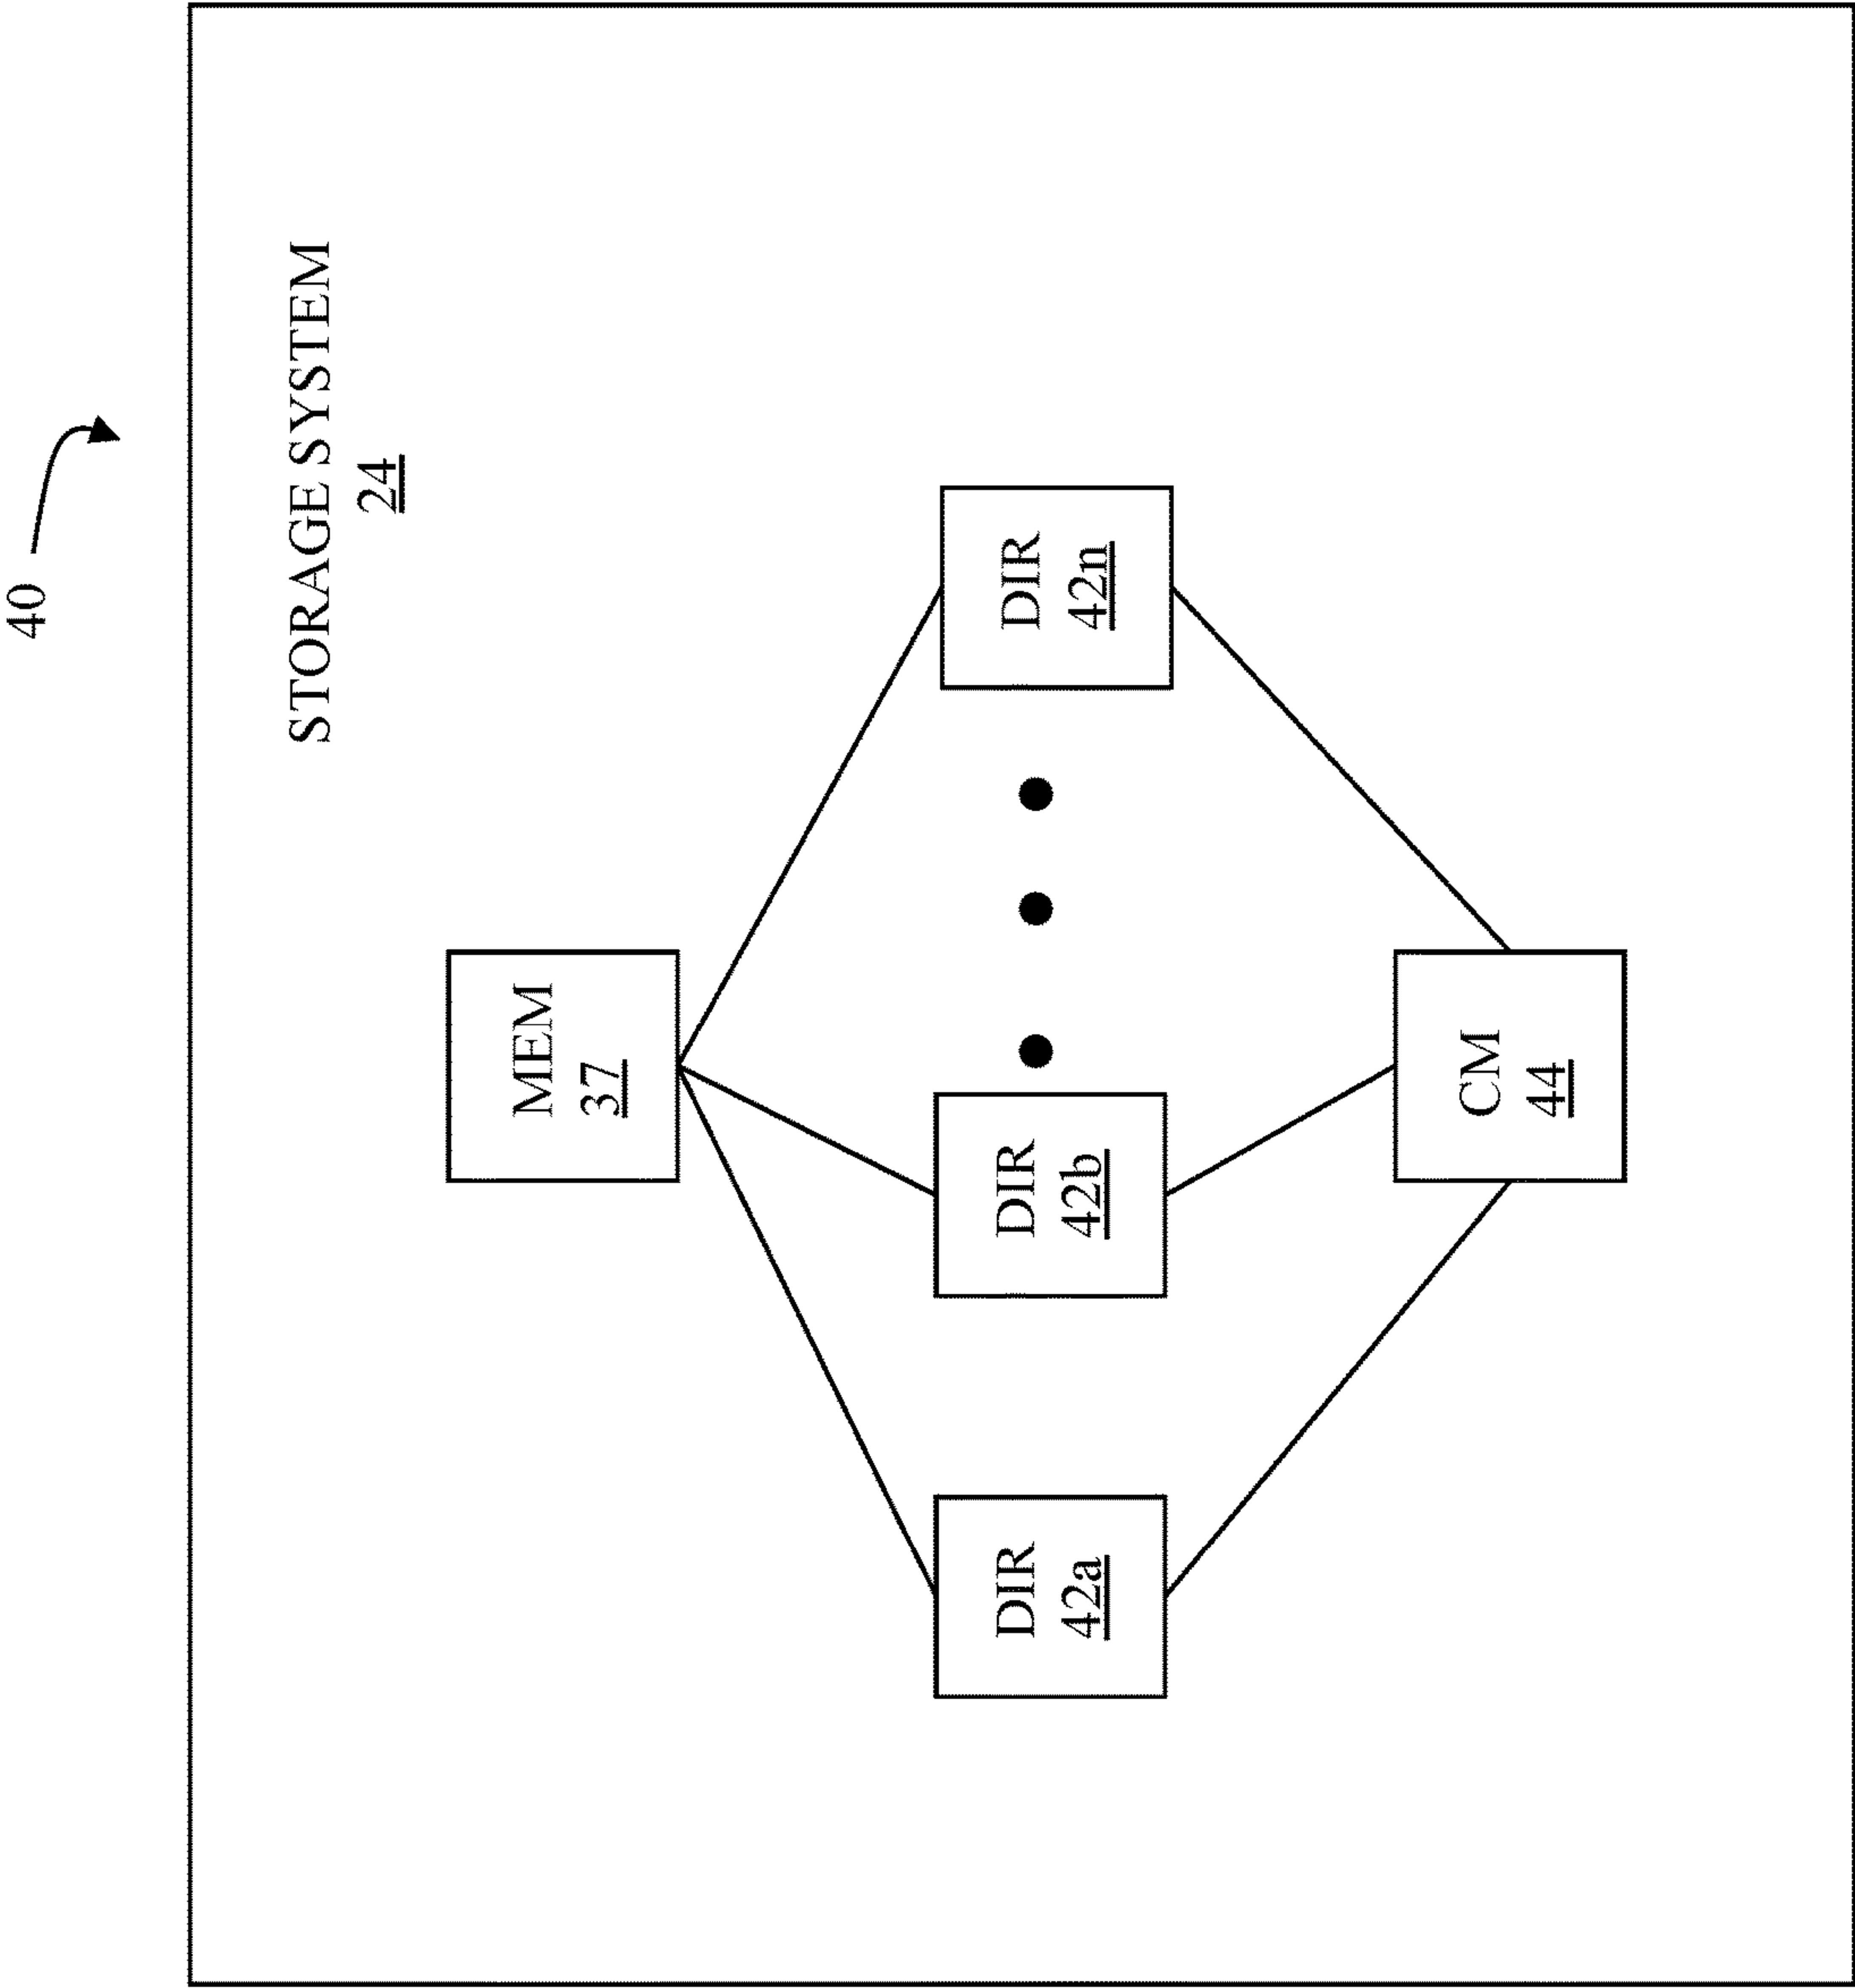 40
STORAGE SYSTEM
24
MEM
37
DIR
42a
DIR
42b
DIR
42n
CM
44